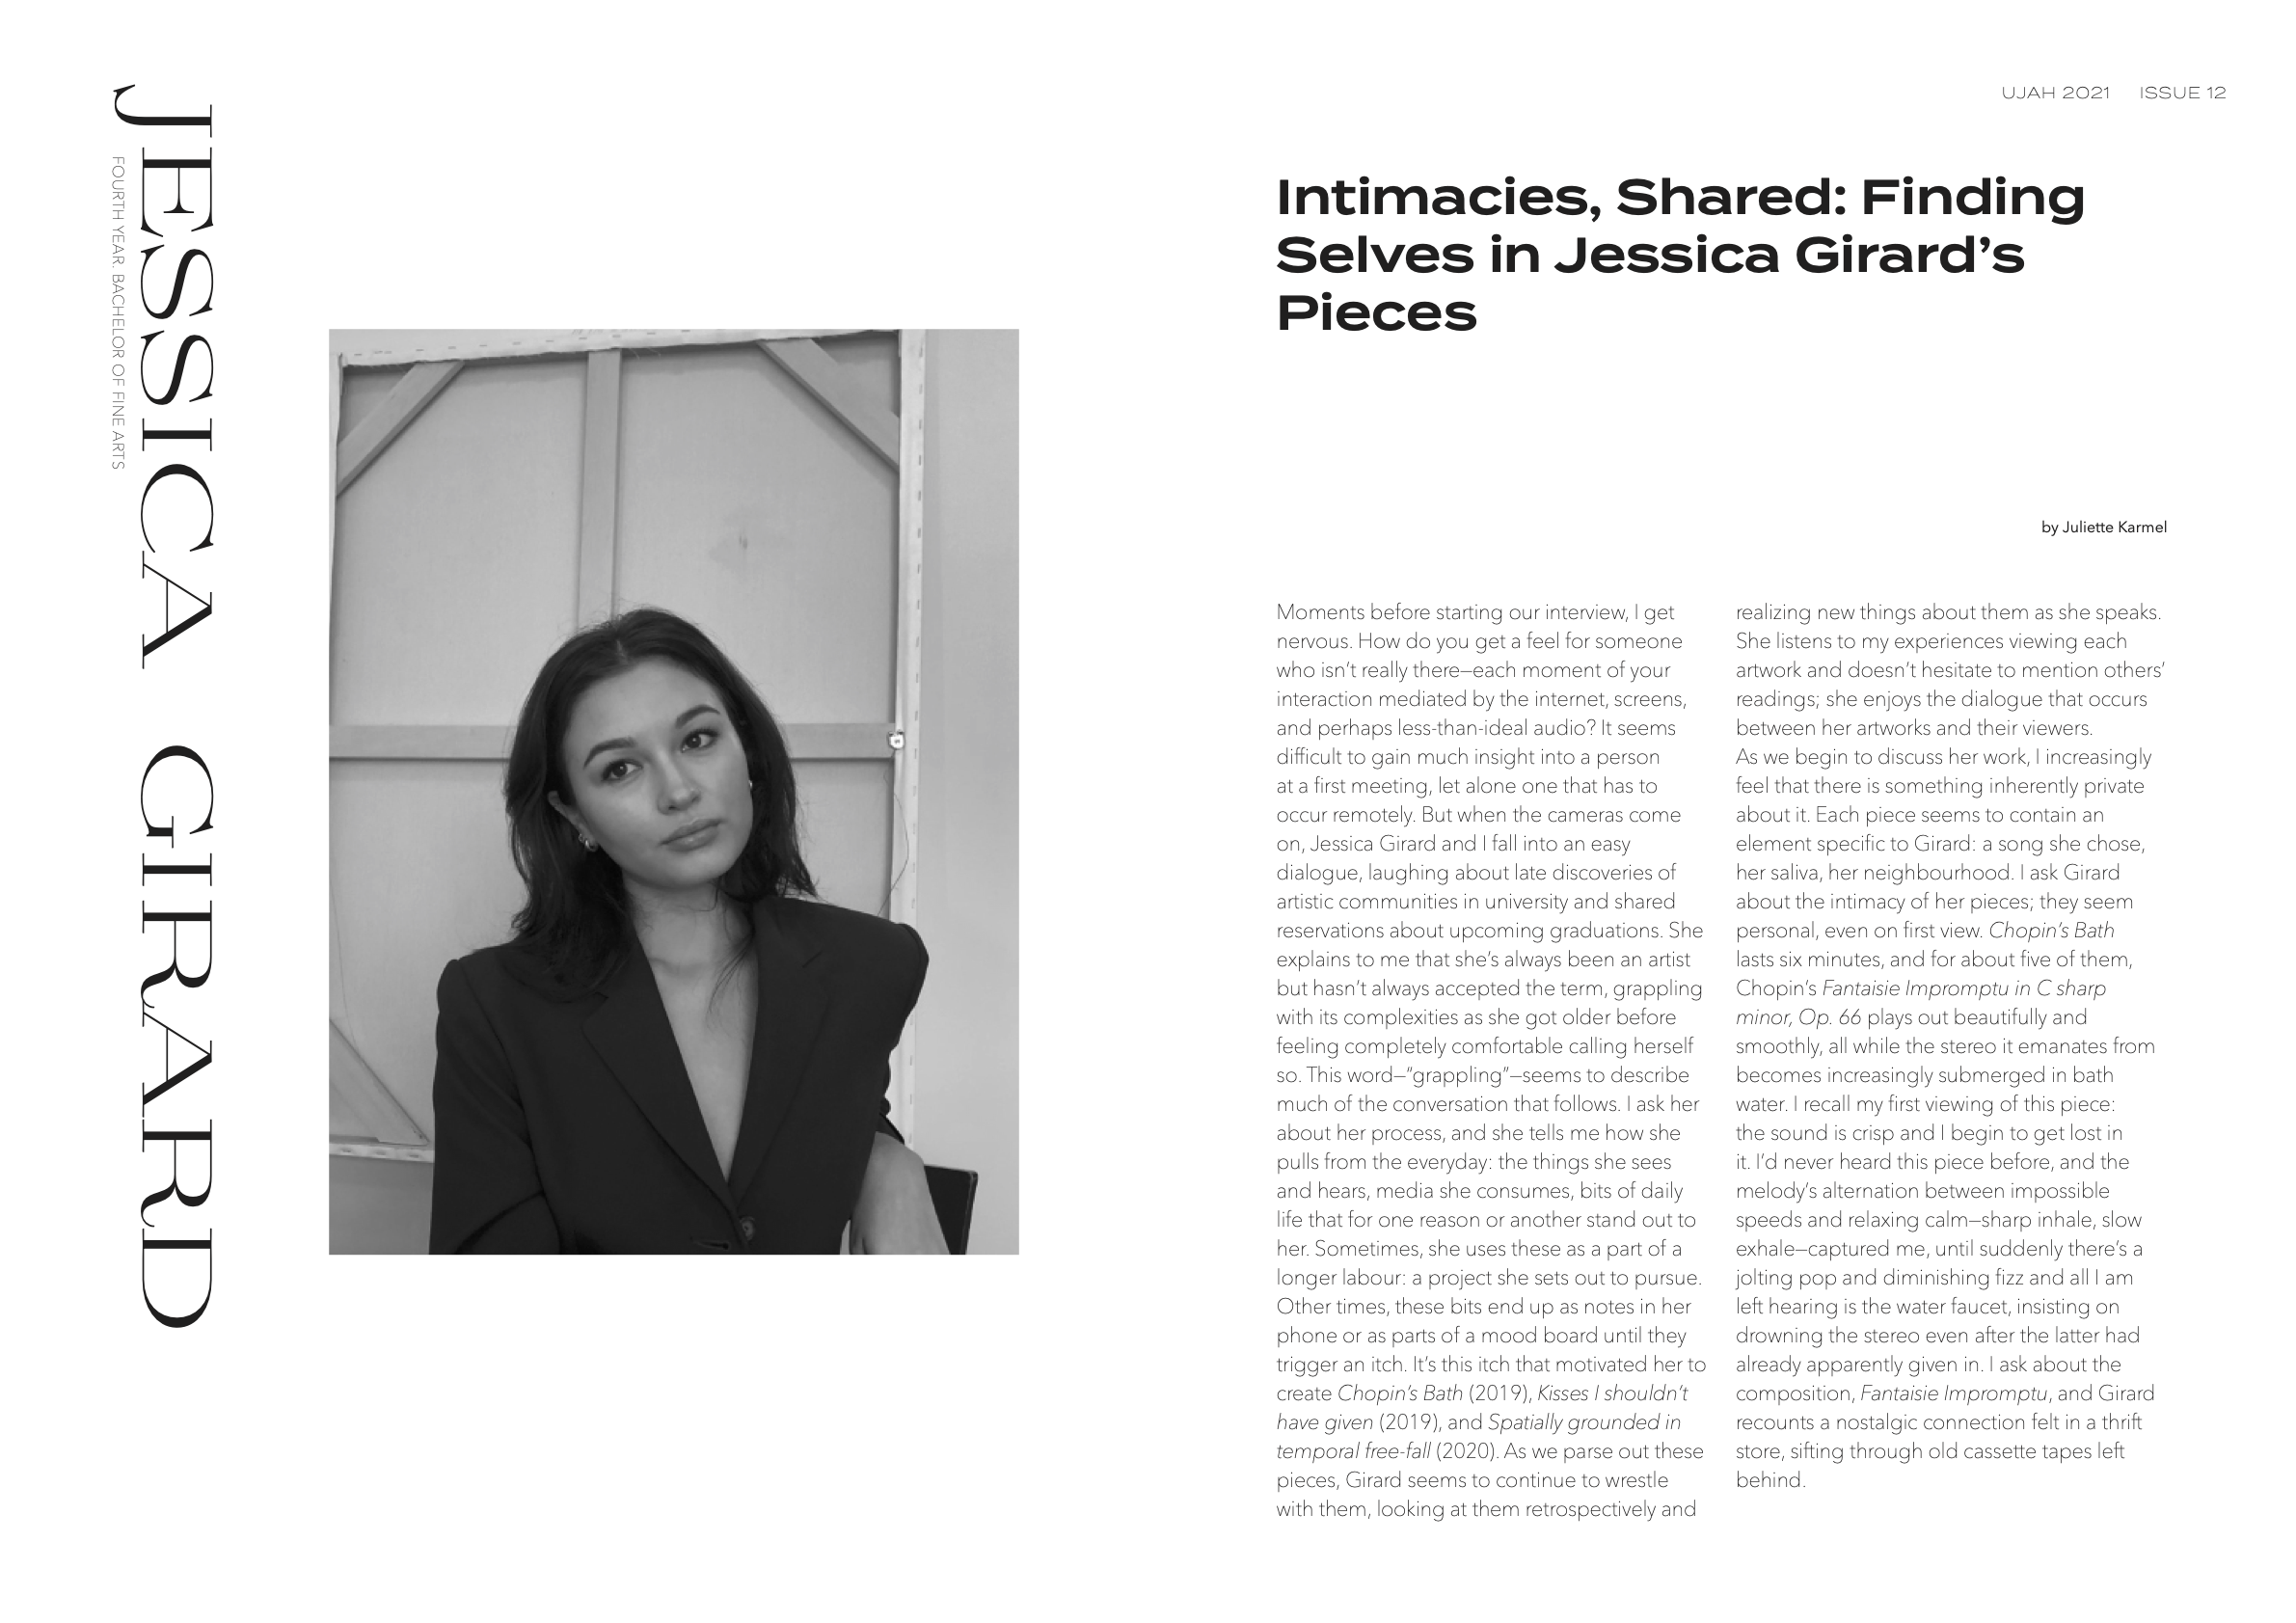 JESSICA GIRARD
FOURTH YEAR. BACHELOR OF FINE ARTS
UJAH 2021 ISSUE 12
Intimacies, Shared: Finding
Selves in Jessica Girard’s
Pieces
by Juliette Karmel
Moments before starting our interview, I get
nervous. How do you get a feel for someone
who isn’t really there—each moment of your
interaction mediated by the internet, screens,
and perhaps less-than-ideal audio? It seems
difficult to gain much insight into a person
at a first meeting, let alone one that has to
occur remotely. But when the cameras come
on, Jessica Girard and I fall into an easy
dialogue, laughing about late discoveries of
artistic communities in university and shared
reservations about upcoming graduations. She
explains to me that she’s always been an artist
but hasn’t always accepted the term, grappling
with its complexities as she got older before
feeling completely comfortable calling herself
so. This word—“grappling”—seems to describe
much of the conversation that follows. I ask her
about her process, and she tells me how she
pulls from the everyday: the things she sees
and hears, media she consumes, bits of daily
life that for one reason or another stand out to
her. Sometimes, she uses these as a part of a
longer labour: a project she sets out to pursue.
Other times, these bits end up as notes in her
phone or as parts of a mood board until they
trigger an itch. It’s this itch that motivated her to
create Chopin’s Bath (2019), Kisses I shouldn’t
have given (2019), and Spatially grounded in
temporal free-fall (2020). As we parse out these
pieces, Girard seems to continue to wrestle
with them, looking at them retrospectively and
realizing new things about them as she speaks.
She listens to my experiences viewing each
artwork and doesn’t hesitate to mention others’
readings; she enjoys the dialogue that occurs
between her artworks and their viewers.
As we begin to discuss her work, I increasingly
feel that there is something inherently private
about it. Each piece seems to contain an
element specific to Girard: a song she chose,
her saliva, her neighbourhood. I ask Girard
about the intimacy of her pieces; they seem
personal, even on first view. Chopin’s Bath
lasts six minutes, and for about five of them,
Chopin’s Fantaisie Impromptu in C sharp
minor, Op. 66 plays out beautifully and
smoothly, all while the stereo it emanates from
becomes increasingly submerged in bath
water. I recall my first viewing of this piece:
the sound is crisp and I begin to get lost in
it. I’d never heard this piece before, and the
melody’s alternation between impossible
speeds and relaxing calm—sharp inhale, slow
exhale—captured me, until suddenly there’s a
jolting pop and diminishing fizz and all I am
left hearing is the water faucet, insisting on
drowning the stereo even after the latter had
already apparently given in. I ask about the
composition, Fantaisie Impromptu, and Girard
recounts a nostalgic connection felt in a thrift
store, sifting through old cassette tapes left
behind.